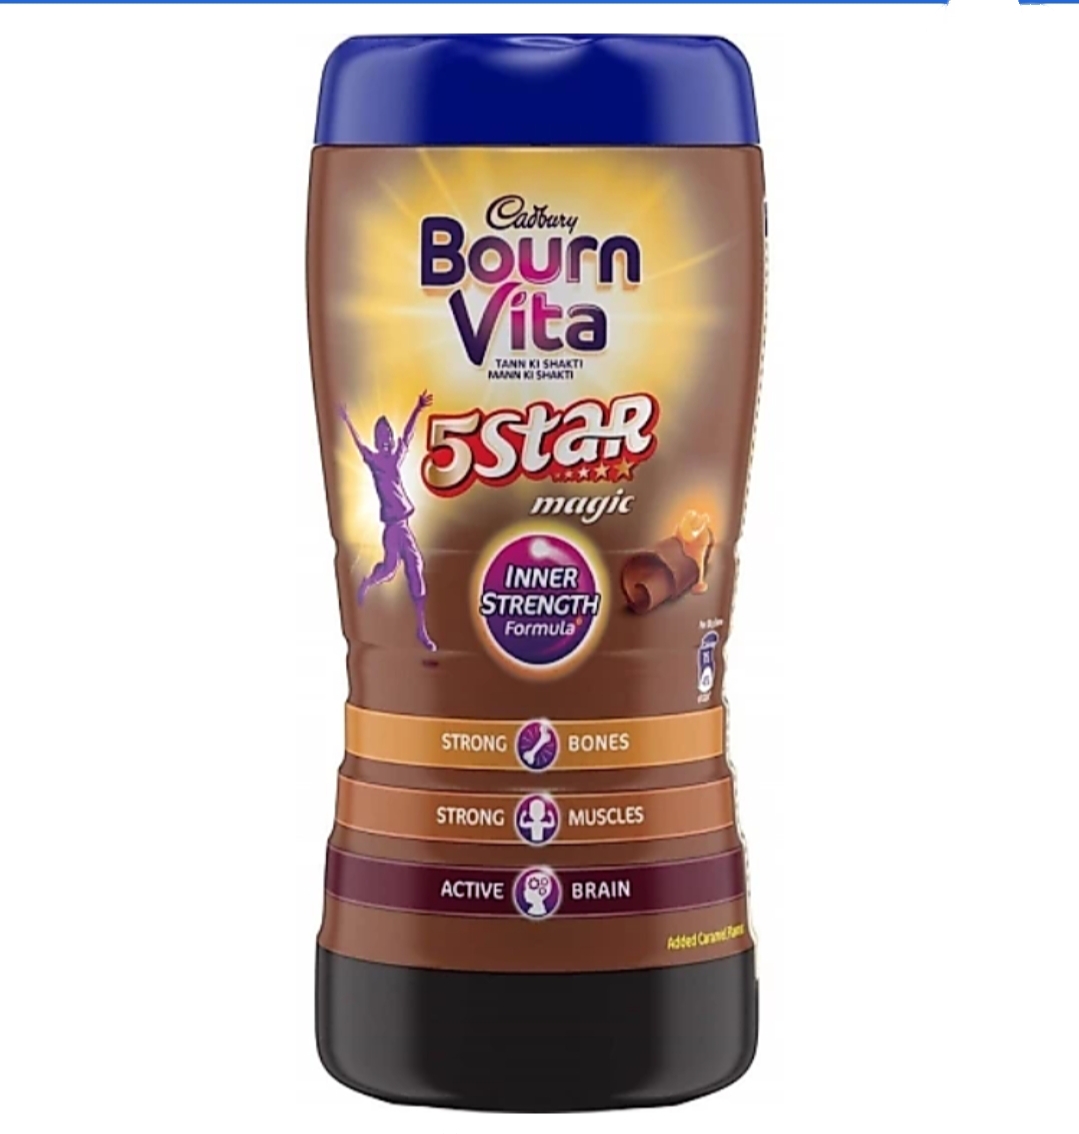 Cadbury
Bourn
Vita
TANN KI SHAKTI
MANN KI SHAKTI
5Star
magic
INNER
STRENGTH
Formula
STRONG BONES
STRONG MUSCLES
ACTIVE BRAIN
Added Caramel Flavour